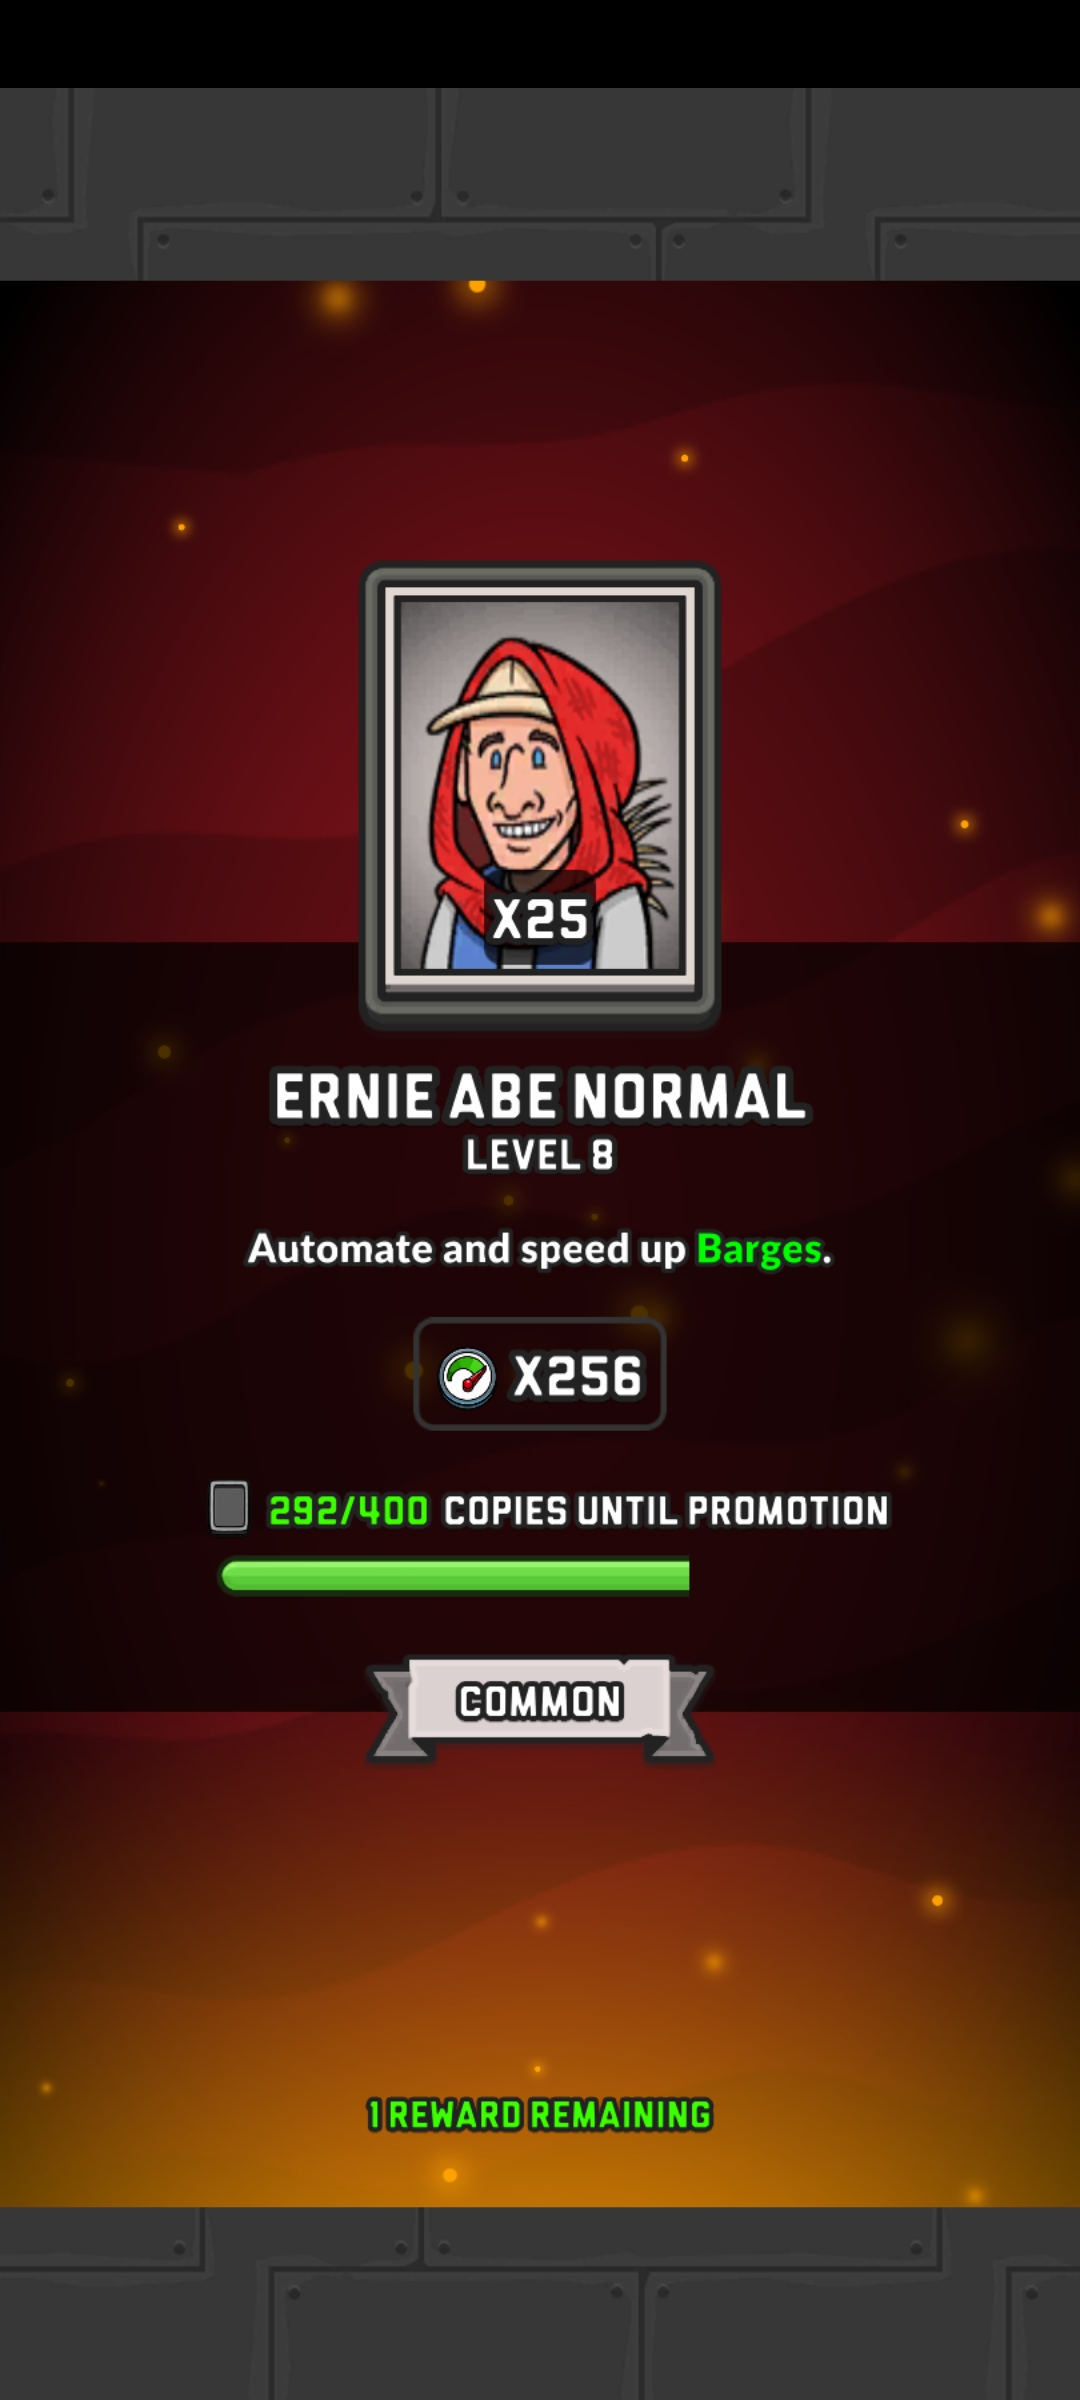 X25
ERNIE ABE NORMAL
LEVEL 8
Automate and speed up Barges.
X256
292/400 COPIES UNTIL PROMOTION
COMMON
1 REWARD REMAINING